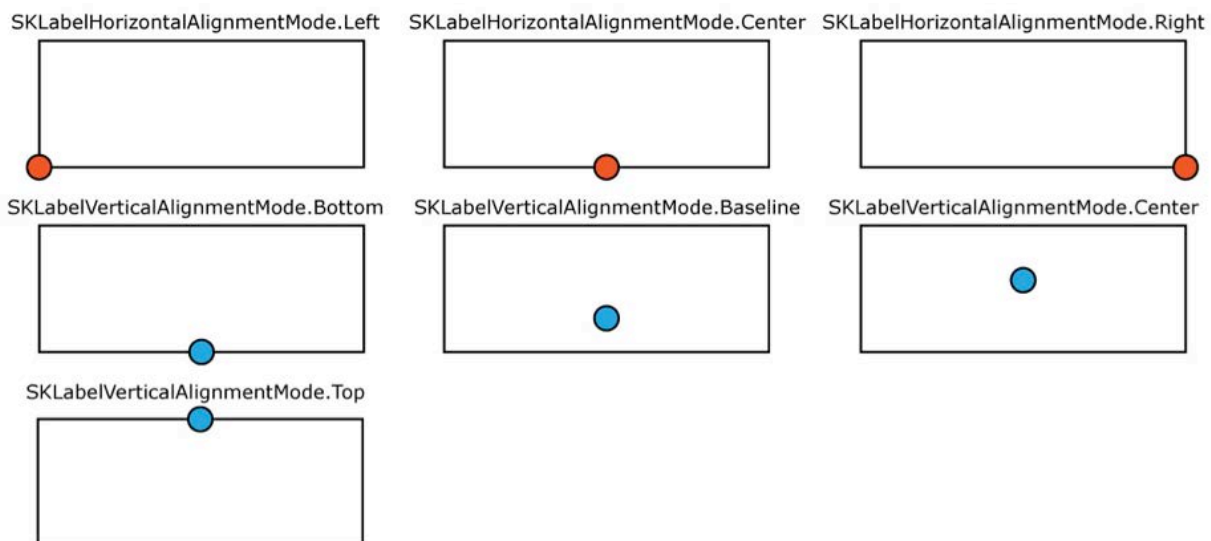 SKLabelHorizontalAlignmentMode.Left
SKLabelHorizontalAlignmentMode.Center
SKLabelHorizontalAlignmentMode.Right
SKLabelVerticalAlignmentMode.Bottom
SKLabelVerticalAlignmentMode.Baseline
SKLabelVerticalAlignmentMode.Center
SKLabelVerticalAlignmentMode.Top